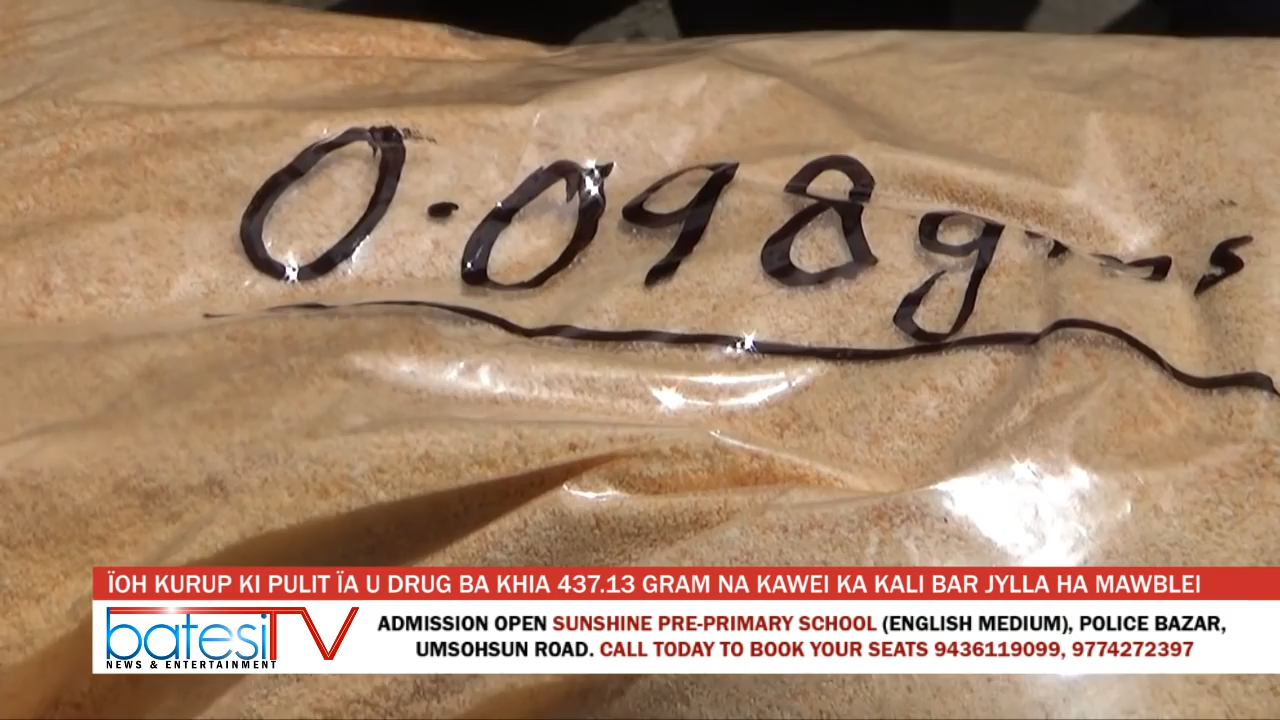 0.098gms
ÏOH KURUP KI PULIT ÏA U DRUG BA KHIA 437.13 GRAM NA KAWEI KA KALI BAR JYLLA HA MAWBLEI
batesi TV
NEWS & ENTERTAINMENT
ADMISSION OPEN SUNSHINE PRE-PRIMARY SCHOOL (ENGLISH MEDIUM), POLICE BAZAR,
UMSOHSUN ROAD. CALL TODAY TO BOOK YOUR SEATS 9436119099, 9774272397